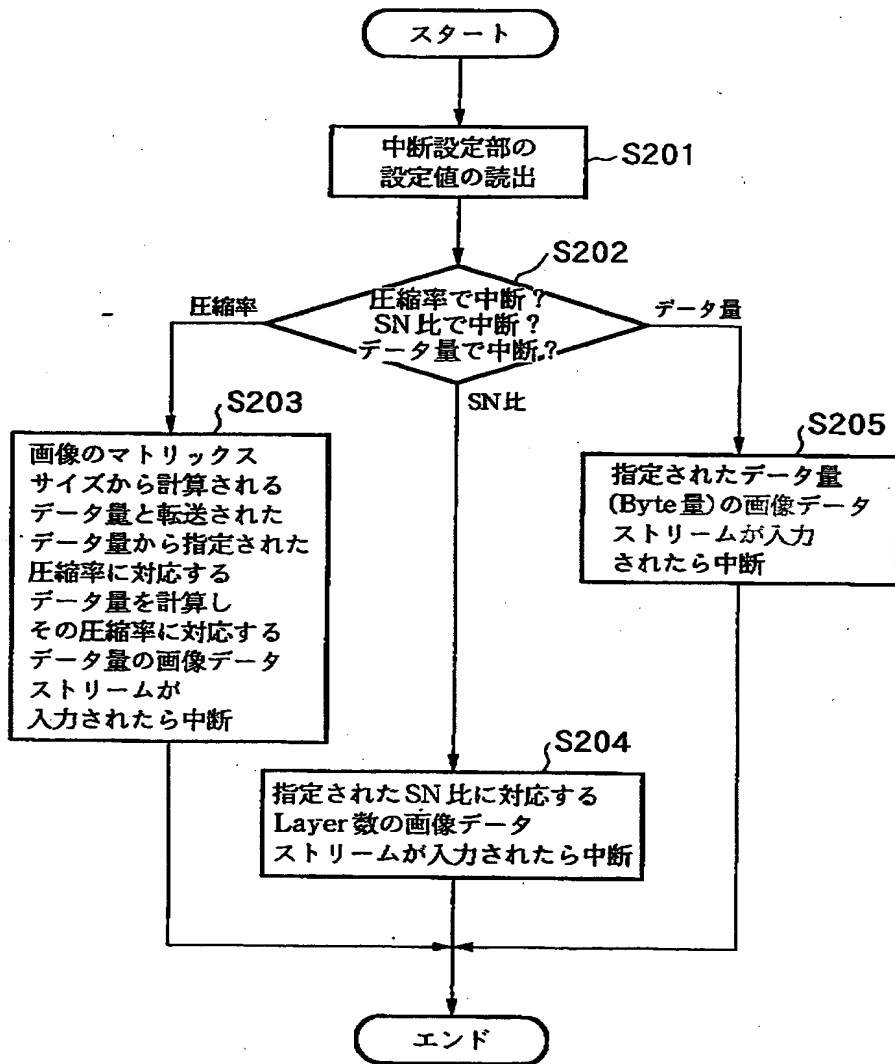 スタート
中断設定部の
設定値の読出
S201
S202
圧縮率で中断?
SN比で中断?
データ量で中断?
圧縮率
データ量
SN比
S203
画像のマトリックス
サイズから計算される
データ量と転送された
データ量から指定された
圧縮率に対応する
データ量を計算し
その圧縮率に対応する
データ量の画像データ
ストリームが
入力されたら中断
S205
指定されたデータ量
(Byte量)の画像データ
ストリームが入力
されたら中断
S204
指定されたSN比に対応する
Layer数の画像データ
ストリームが入力されたら中断
エンド